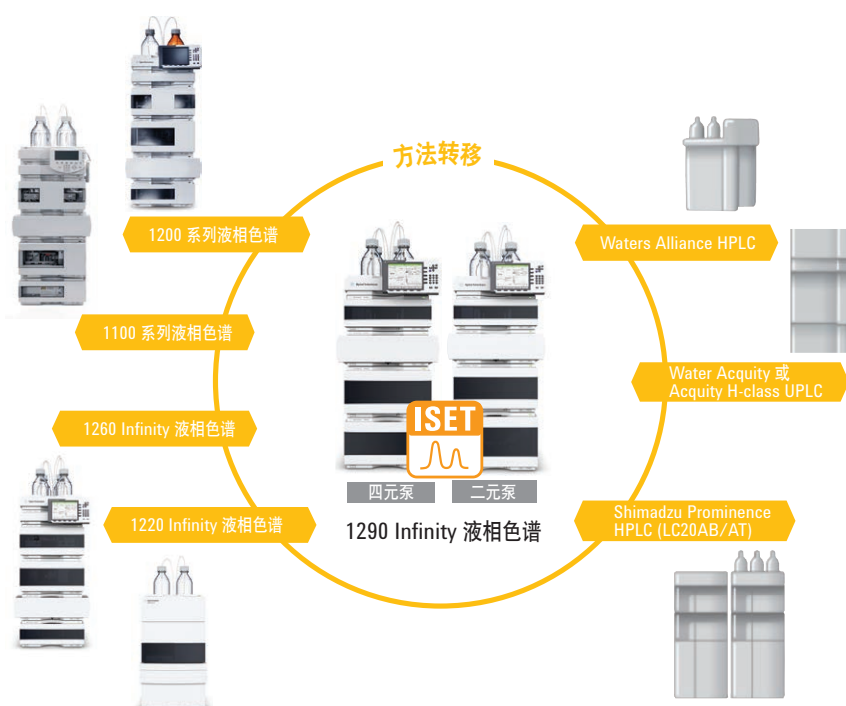 方法转移
1200 系列液相色谱
Waters Alliance HPLC
1100 系列液相色谱
Water Acquity 或
Acquity H-class UPLC
1260 Infinity 液相色谱
ISET
四元泵
二元泵
1220 Infinity 液相色谱
Shimadzu Prominence
HPLC (LC20AB/AT)
1290 Infinity 液相色谱